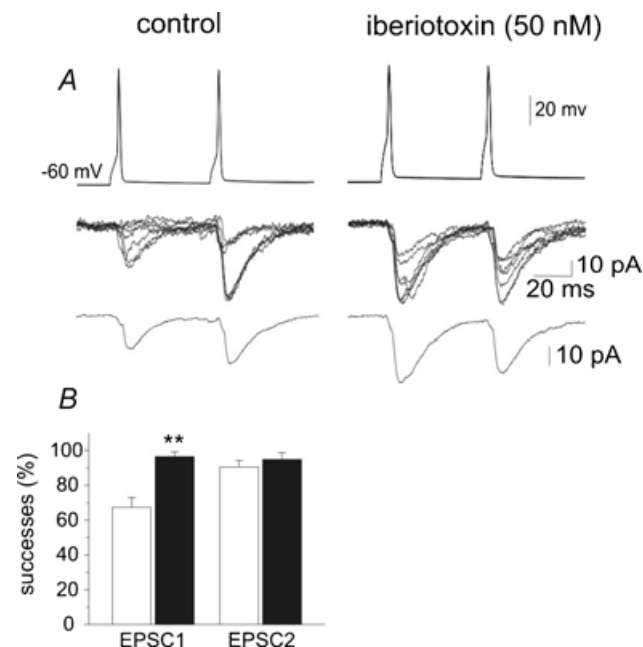 control iberiotoxin (50 nM)
A
20 mv
-60 mV
10 pA
20 ms
10 pA
B
**
100
80
60
40
20
0
successes (%)
EPSC1 EPSC2